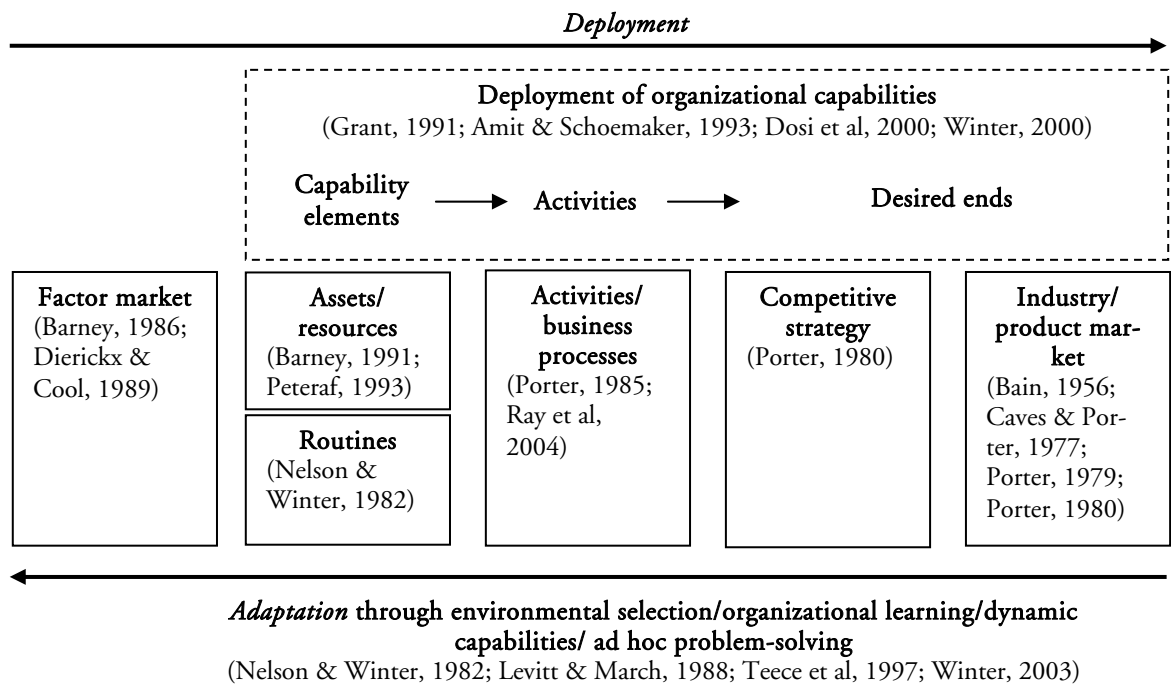 Deployment
Deployment of organizational capabilities
(Grant, 1991; Amit & Schoemaker, 1993; Dosi et al, 2000; Winter, 2000)
Capability
elements
Activities
Desired ends
Factor market
(Barney, 1986;
Dierickx &
Cool, 1989)
Assets/
resources
(Barney, 1991;
Peteraf, 1993)
Routines
(Nelson &
Winter, 1982)
Activities/
business
processes
(Porter, 1985;
Ray et al,
2004)
Competitive
strategy
(Porter, 1980)
Industry/
product mar-
ket
(Bain, 1956;
Caves & Por-
ter, 1977;
Porter, 1979;
Porter, 1980)
Adaptation through environmental selection/organizational learning/dynamic
capabilities/ ad hoc problem-solving
(Nelson & Winter, 1982; Levitt & March, 1988; Teece et al, 1997; Winter, 2003)